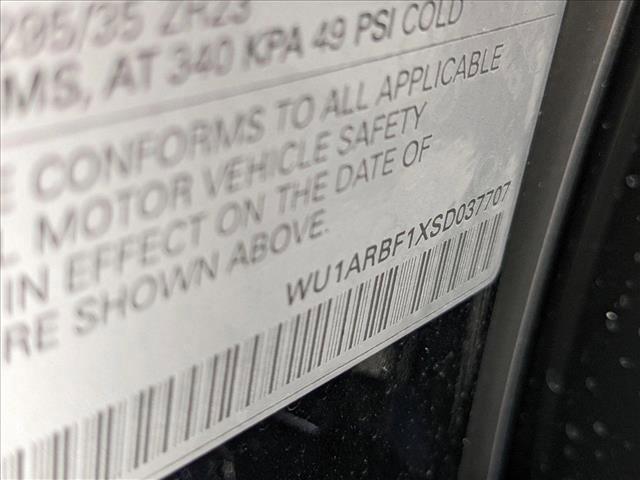 295/35 ZR23
MS, AT 340 KPA 49 PSI COLD
E CONFORMS TO ALL APPLICABLE
L MOTOR VEHICLE SAFETY
IN EFFECT ON THE DATE OF
RE SHOWN ABOVE.
WU1ARBF1XSD037707